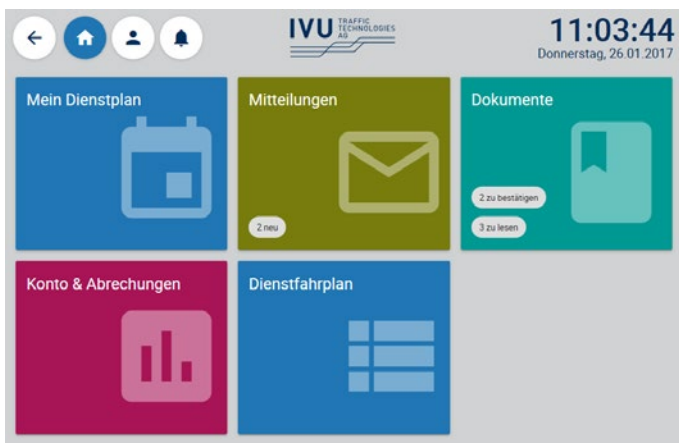 IVU TRAFFIC
TECHNOLOGIES
AG
11:03:44
Donnerstag, 26.01.2017
Mein Dienstplan
Mitteilungen
2 neu
Dokumente
2 zu bestätigen
3 zu lesen
Konto & Abrechungen
Dienstfahrplan